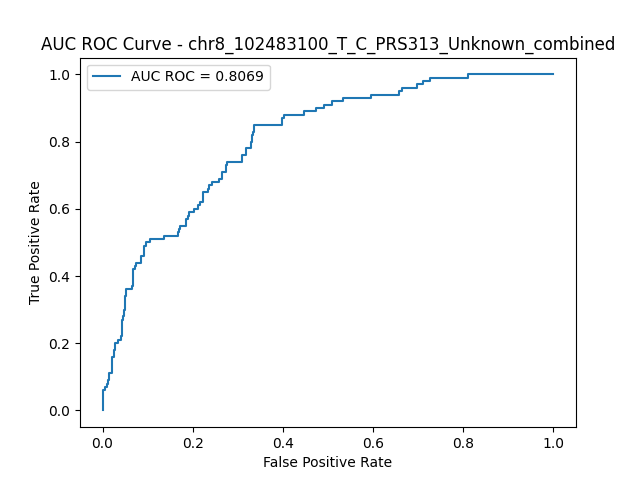 AUC ROC Curve - chr8_102483100_T_C_PRS313_Unknown_combined
AUC ROC = 0.8069
1.0
0.8
0.6
0.4
0.2
0.0
True Positive Rate
0.0 0.2 0.4 0.6 0.8 1.0
False Positive Rate